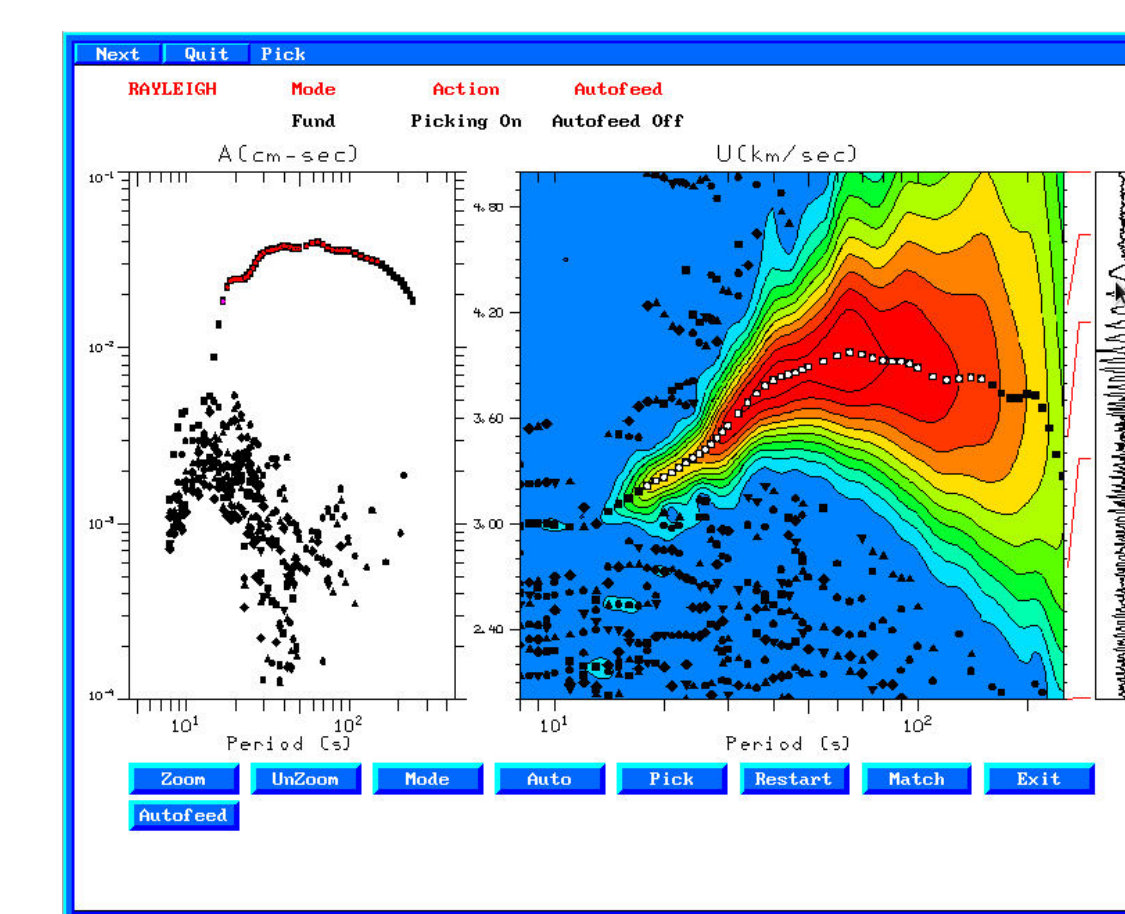 Next Quit Pick
RAYLEIGH Mode Action Autofeed
Fund Picking On Autofeed Off
A(cm-sec) U(km/sec)
10⁻¹
4.80
4.20
10⁻²
3.60
10⁻³
3.00
2.40
10⁻⁴
10¹ 10² 10¹ 10²
Period (s) Period (s)
Zoom UnZoom Mode Auto Pick Restart Match Exit
Autofeed